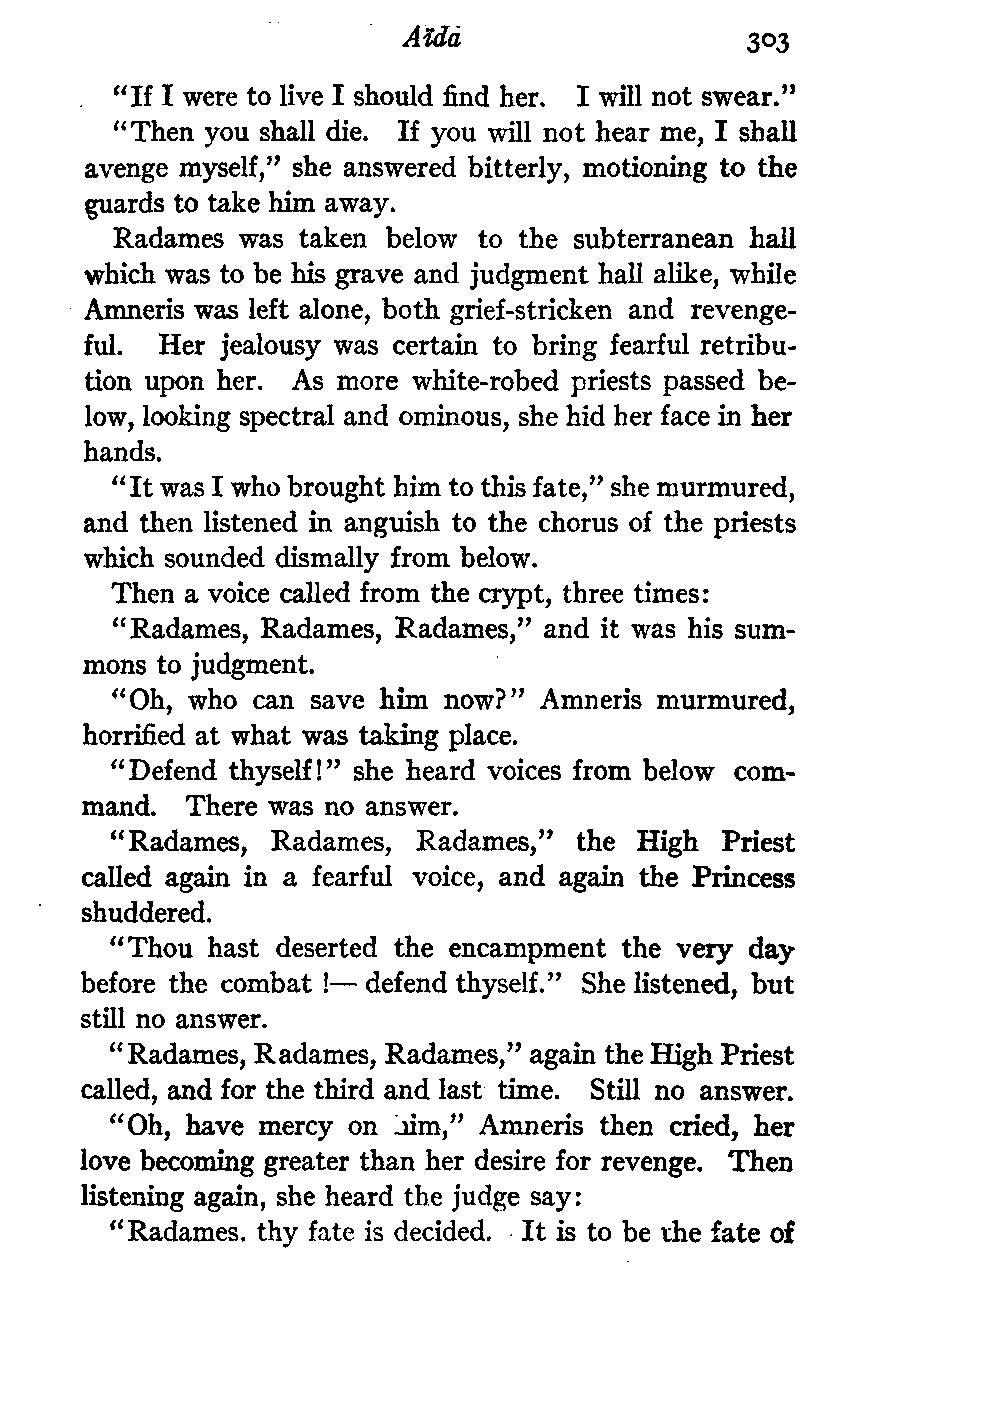 Aïda 303
"If I were to live I should find her. I will not swear."
"Then you shall die. If you will not hear me, I shall
avenge myself," she answered bitterly, motioning to the
guards to take him away.
Radames was taken below to the subterranean hall
which was to be his grave and judgment hall alike, while
Amneris was left alone, both grief-stricken and revenge-
ful. Her jealousy was certain to bring fearful retribu-
tion upon her. As more white-robed priests passed be-
low, looking spectral and ominous, she hid her face in her
hands.
"It was I who brought him to this fate," she murmured,
and then listened in anguish to the chorus of the priests
which sounded dismally from below.
Then a voice called from the crypt, three times:
"Radames, Radames, Radames," and it was his sum-
mons to judgment.
"Oh, who can save him now?" Amneris murmured,
horrified at what was taking place.
"Defend thyself!" she heard voices from below com-
mand. There was no answer.
"Radames, Radames, Radames," the High Priest
called again in a fearful voice, and again the Princess
shuddered.
"Thou hast deserted the encampment the very day
before the combat!— defend thyself." She listened, but
still no answer.
"Radames, Radames, Radames," again the High Priest
called, and for the third and last time. Still no answer.
"Oh, have mercy on him," Amneris then cried, her
love becoming greater than her desire for revenge. Then
listening again, she heard the judge say:
"Radames. thy fate is decided. It is to be the fate of